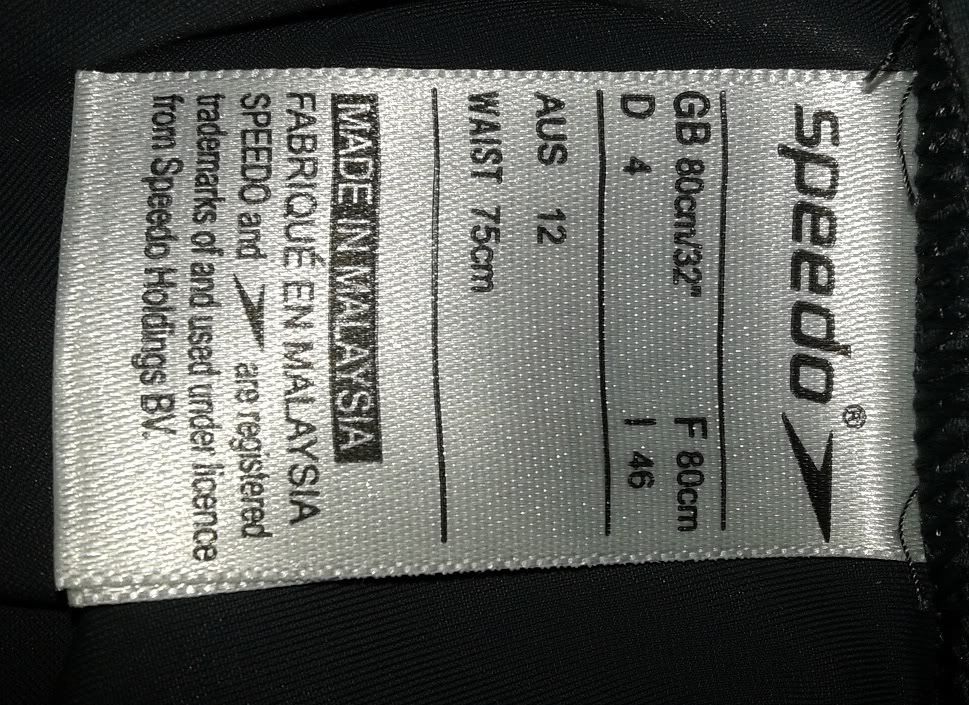 speedo®
GB 80cm/32" F 80cm
D 4 I 46
AUS 12
WAIST 75cm
MADE IN MALAYSIA
FABRIQUÉ EN MALAYSIA
SPEEDO and are registered
trademarks of and used under licence
from Speedo Holdings BV.